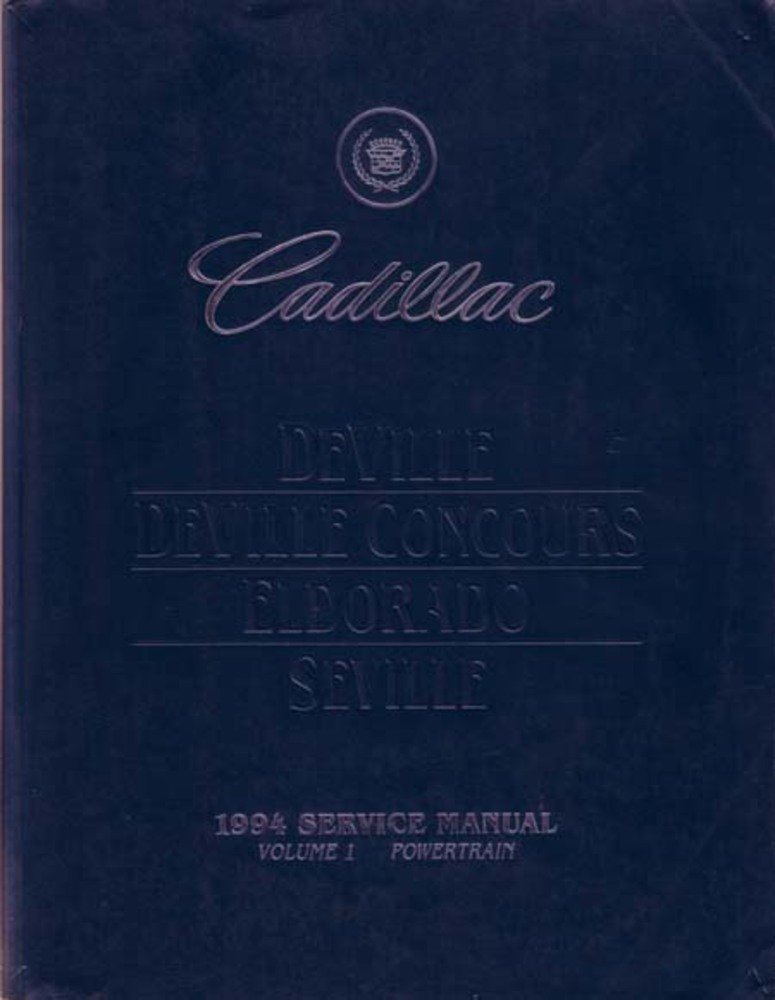 Cadillac
DEVILLE
DEVILLE CONCOURS
ELDORADO
SEVILLE
1994 SERVICE MANUAL
VOLUME 1 POWERTRAIN